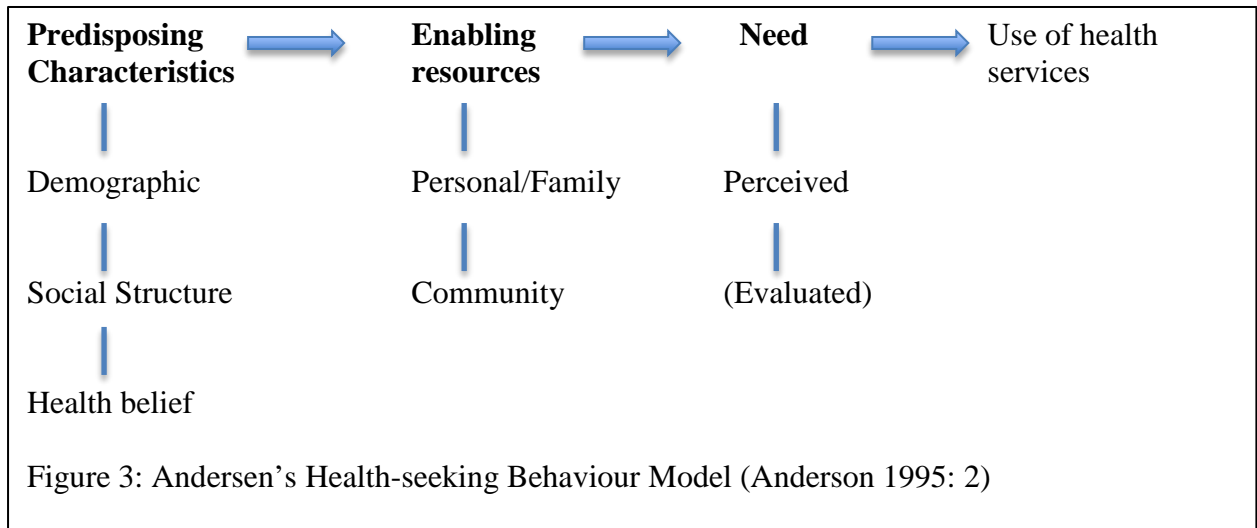 Predisposing Characteristics
Enabling resources
Need
Use of health services
Demographic
Personal/Family
Perceived
Social Structure
Community
(Evaluated)
Health belief
Figure 3: Andersen’s Health-seeking Behaviour Model (Anderson 1995: 2)